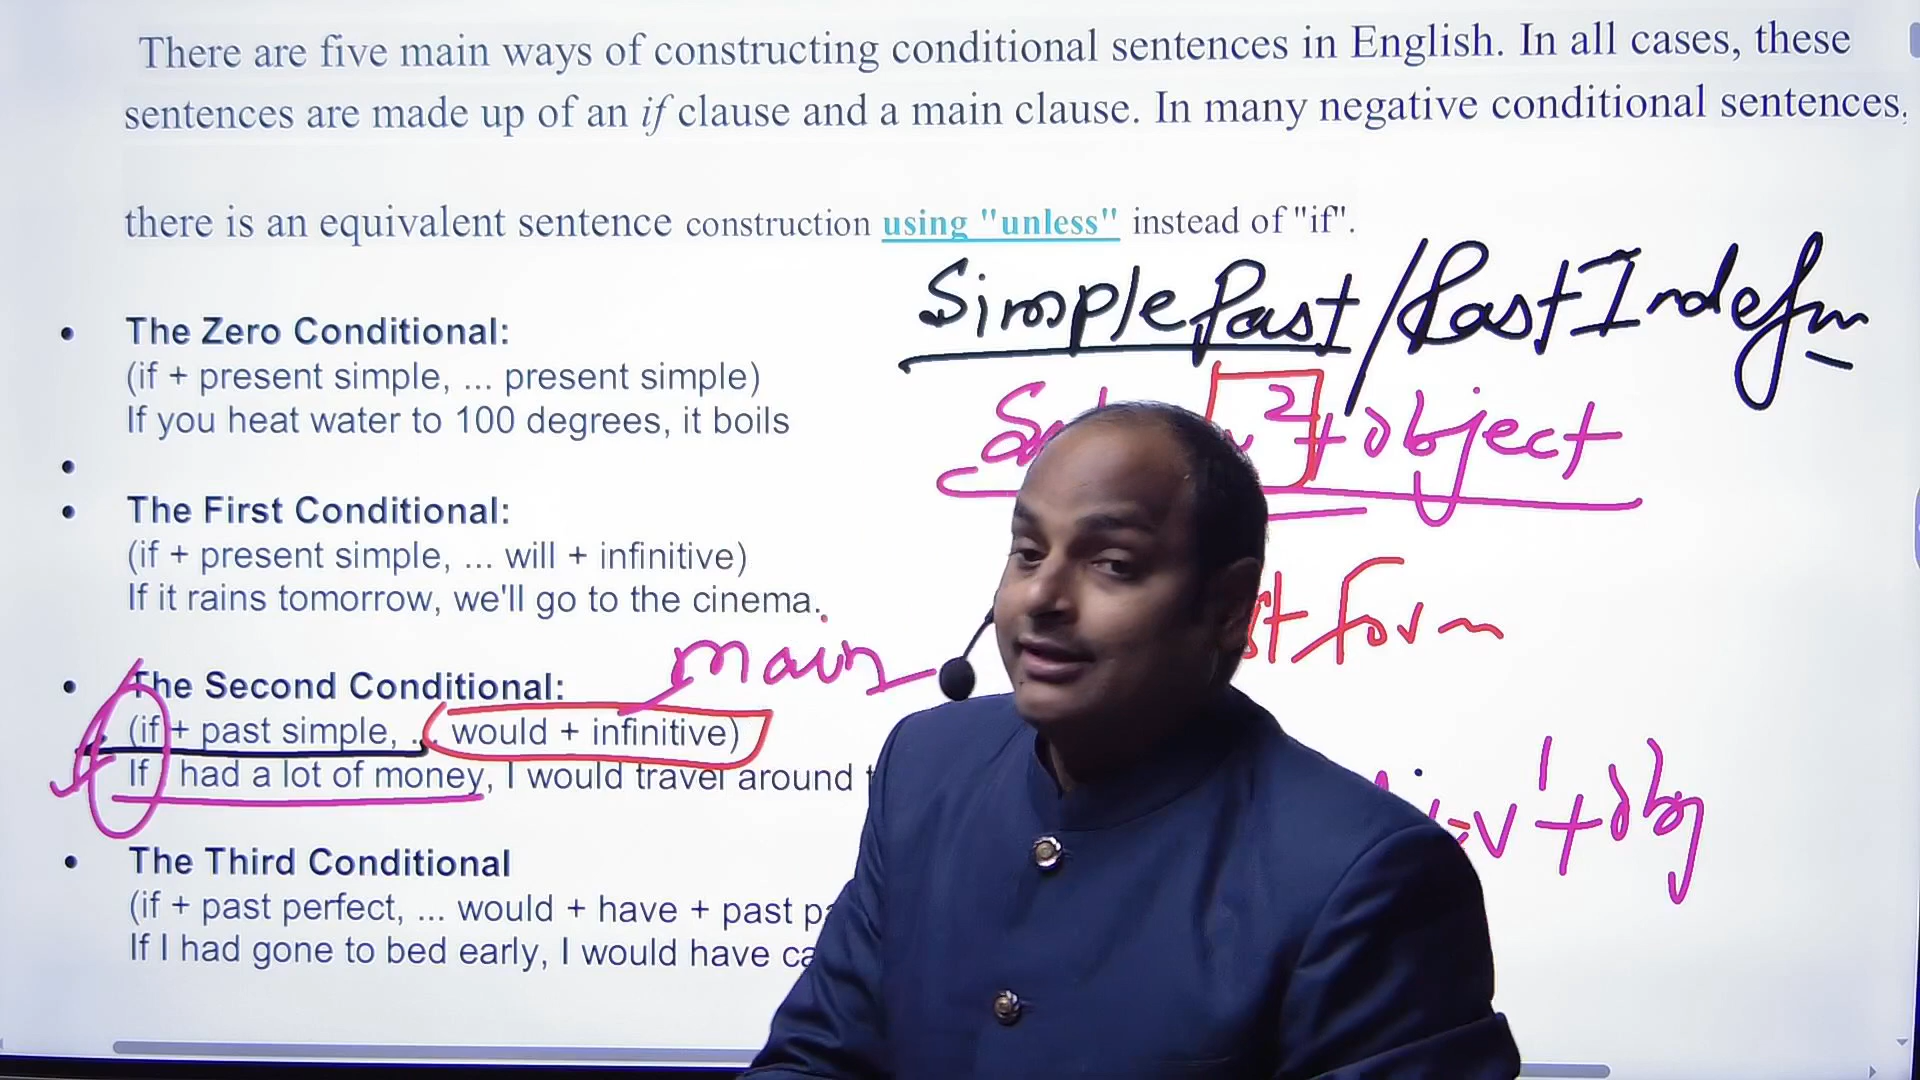 There are five main ways of constructing conditional sentences in English. In all cases, these
sentences are made up of an if clause and a main clause. In many negative conditional sentences,
there is an equivalent sentence construction using "unless" instead of "if".
Simple Past / Past Indefin
2 + object
• The Zero Conditional:
(if + present simple, ... present simple)
If you heat water to 100 degrees, it boils
•
• The First Conditional:
(if + present simple, ... will + infinitive)
If it rains tomorrow, we'll go to the cinema.
form
main
• The Second Conditional:
(if + past simple, ... would + infinitive)
If I had a lot of money, I would travel around
v1 + obj
• The Third Conditional
(if + past perfect, ... would + have + past
If I had gone to bed early, I would have